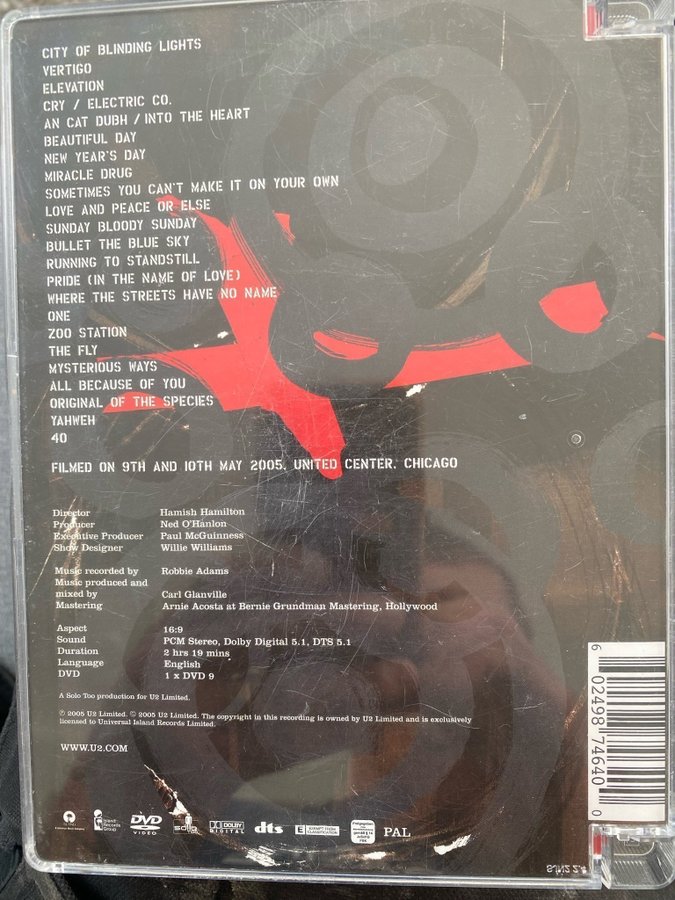 CITY OF BLINDING LIGHTS
VERTIGO
ELEVATION
CRY / ELECTRIC CO.
AN CAT DUBH / INTO THE HEART
BEAUTIFUL DAY
NEW YEAR'S DAY
MIRACLE DRUG
SOMETIMES YOU CAN'T MAKE IT ON YOUR OWN
LOVE AND PEACE OR ELSE
SUNDAY BLOODY SUNDAY
BULLET THE BLUE SKY
RUNNING TO STANDSTILL
PRIDE (IN THE NAME OF LOVE)
WHERE THE STREETS HAVE NO NAME
ONE
ZOO STATION
THE FLY
MYSTERIOUS WAYS
ALL BECAUSE OF YOU
ORIGINAL OF THE SPECIES
YAHWEH
40
FILMED ON 9TH AND 10TH MAY 2005. UNITED CENTER. CHICAGO
Director Hamish Hamilton
Producer Ned O'Hanlon
Executive Producer Paul McGuinness
Show Designer Willie Williams
Music recorded by Robbie Adams
Music produced and
mixed by Carl Glanville
Mastering Arnie Acosta at Bernie Grundman Mastering, Hollywood
Aspect 16:9
Sound PCM Stereo, Dolby Digital 5.1, DTS 5.1
Duration 2 hrs 19 mins
Language English
DVD 1 x DVD 9
A Solo Too production for U2 Limited.
℗ 2005 U2 Limited. © 2005 U2 Limited. The copyright in this recording is owned by U2 Limited and is exclusively
licensed to Universal Island Records Limited.
WWW.U2.COM
6 02498 74640 0
Island Records Group
DVD VIDEO
DOLBY DIGITAL
dts
E EXEMPT FROM CLASSIFICATION
PAL